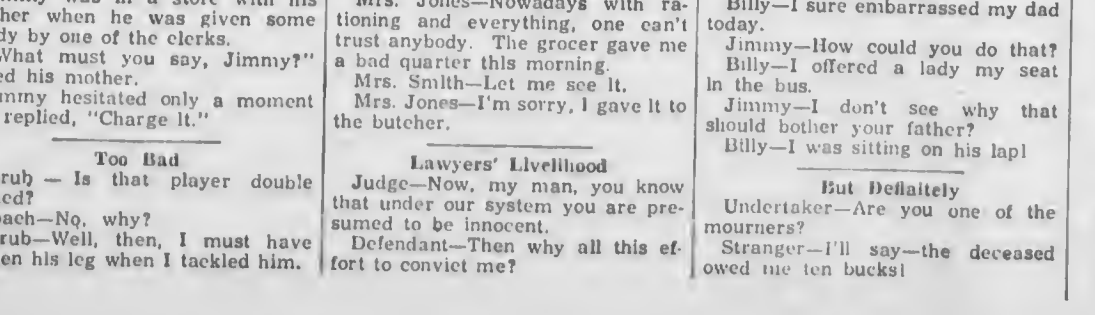 her when he was given some
dy by one of the clerks.
What must you say, Jimmy?"
ed his mother.
mmy hesitated only a moment
replied, "Charge It."
Too Bad
rub — Is that player double
ed?
ach—No, why?
rub—Well, then, I must have
en his leg when I tackled him.
Mrs. Jones—Nowadays with ra-
tioning and everything, one can't
trust anybody. The grocer gave me
a bad quarter this morning.
Mrs. Smith—Let me see It.
Mrs. Jones—I'm sorry, I gave It to
the butcher.
Lawyers' Livelihood
Judge—Now, my man, you know
that under our system you are pre-
sumed to be innocent.
Defendant—Then why all this ef-
fort to convict me?
Billy—I sure embarrassed my dad
today.
Jimmy—How could you do that?
Billy—I offered a lady my seat
In the bus.
Jimmy—I don't see why that
should bother your father?
Billy—I was sitting on his lap!
But Deflaitely
Undertaker—Are you one of the
mourners?
Stranger—I'll say—the deceased
owed me ten bucks!